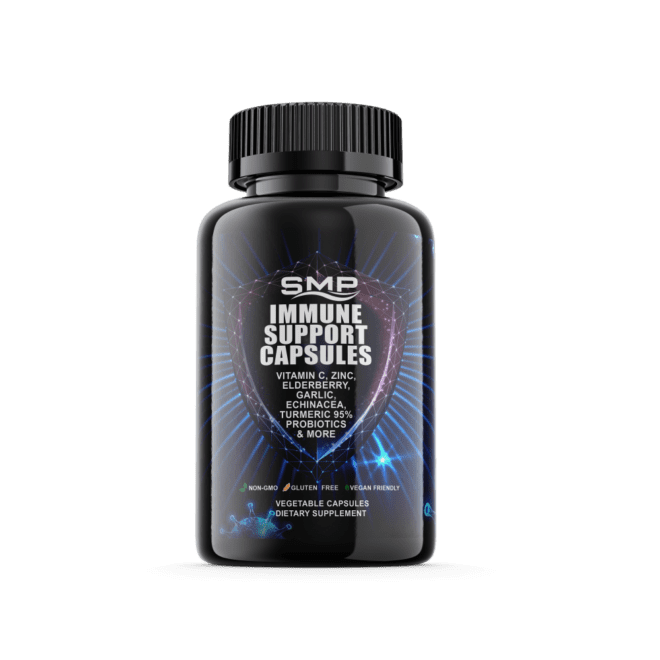 SMP
IMMUNE
SUPPORT
CAPSULES
VITAMIN C, ZINC,
ELDERBERRY,
GARLIC,
ECHINACEA,
TURMERIC 95%
PROBIOTICS
& MORE
NON-GMO GLUTEN FREE VEGAN FRIENDLY
VEGETABLE CAPSULES
DIETARY SUPPLEMENT